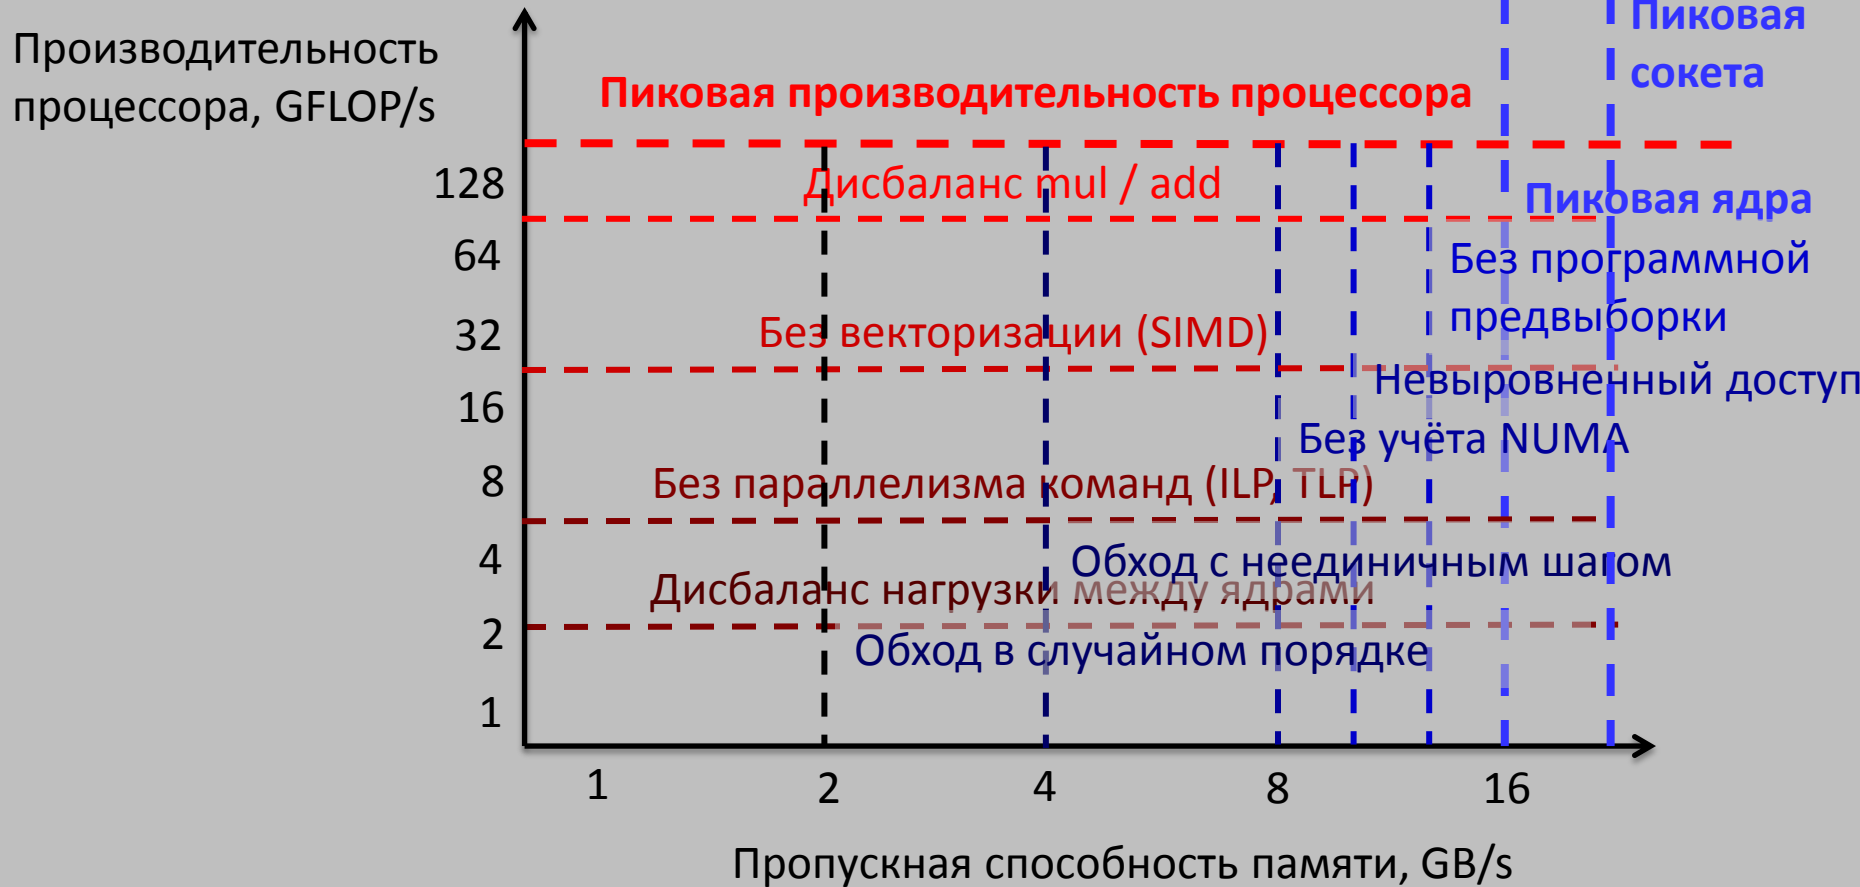 Производительность
процессора, GFLOP/s
Пиковая
сокета
Пиковая производительность процессора
128
Дисбаланс mul / add
Пиковая ядра
64
Без программной
предвыборки
32
Без векторизации (SIMD)
Невыровненный доступ
16
Без учёта NUMA
8
Без параллелизма команд (ILP, TLP)
4
Обход с неединичным шагом
Дисбаланс нагрузки между ядрами
2
Обход в случайном порядке
1
1 2 4 8 16
Пропускная способность памяти, GB/s